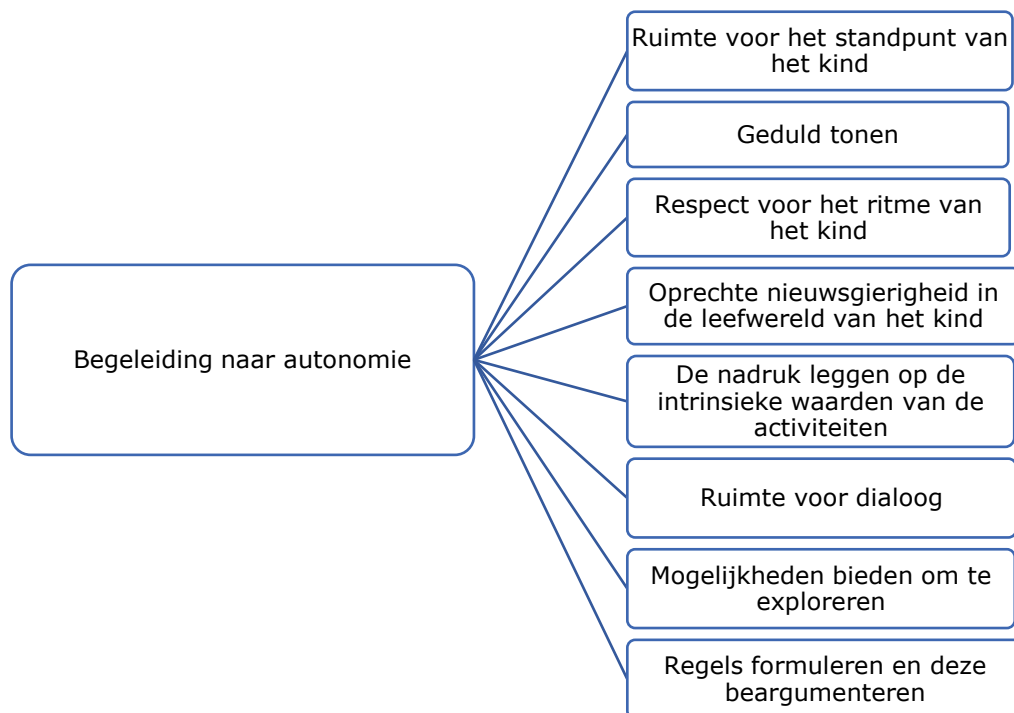 Ruimte voor het standpunt van
het kind
Geduld tonen
Respect voor het ritme van
het kind
Oprechte nieuwsgierigheid in
de leefwereld van het kind
Begeleiding naar autonomie
De nadruk leggen op de
intrinsieke waarden van de
activiteiten
Ruimte voor dialoog
Mogelijkheden bieden om te
exploreren
Regels formuleren en deze
beargumenteren